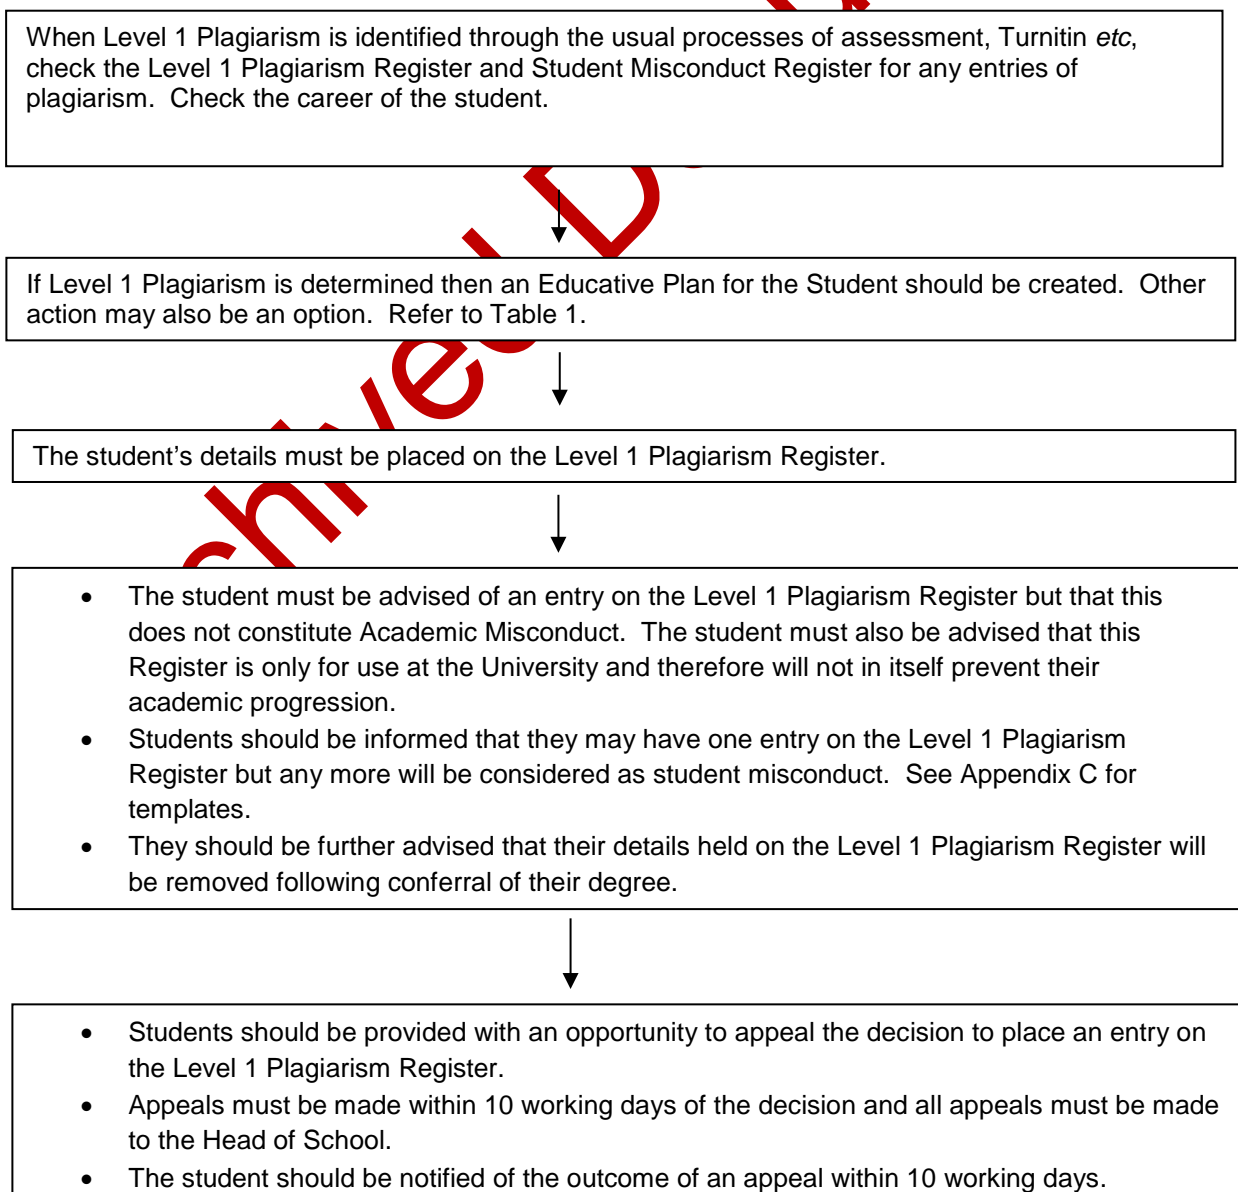 When Level 1 Plagiarism is identified through the usual processes of assessment, Turnitin etc,
check the Level 1 Plagiarism Register and Student Misconduct Register for any entries of
plagiarism.  Check the career of the student.
If Level 1 Plagiarism is determined then an Educative Plan for the Student should be created.  Other
action may also be an option.  Refer to Table 1.
The student’s details must be placed on the Level 1 Plagiarism Register.
• The student must be advised of an entry on the Level 1 Plagiarism Register but that this
does not constitute Academic Misconduct.  The student must also be advised that this
Register is only for use at the University and therefore will not in itself prevent their
academic progression.
• Students should be informed that they may have one entry on the Level 1 Plagiarism
Register but any more will be considered as student misconduct.  See Appendix C for
templates.
• They should be further advised that their details held on the Level 1 Plagiarism Register will
be removed following conferral of their degree.
• Students should be provided with an opportunity to appeal the decision to place an entry on
the Level 1 Plagiarism Register.
• Appeals must be made within 10 working days of the decision and all appeals must be made
to the Head of School.
• The student should be notified of the outcome of an appeal within 10 working days.